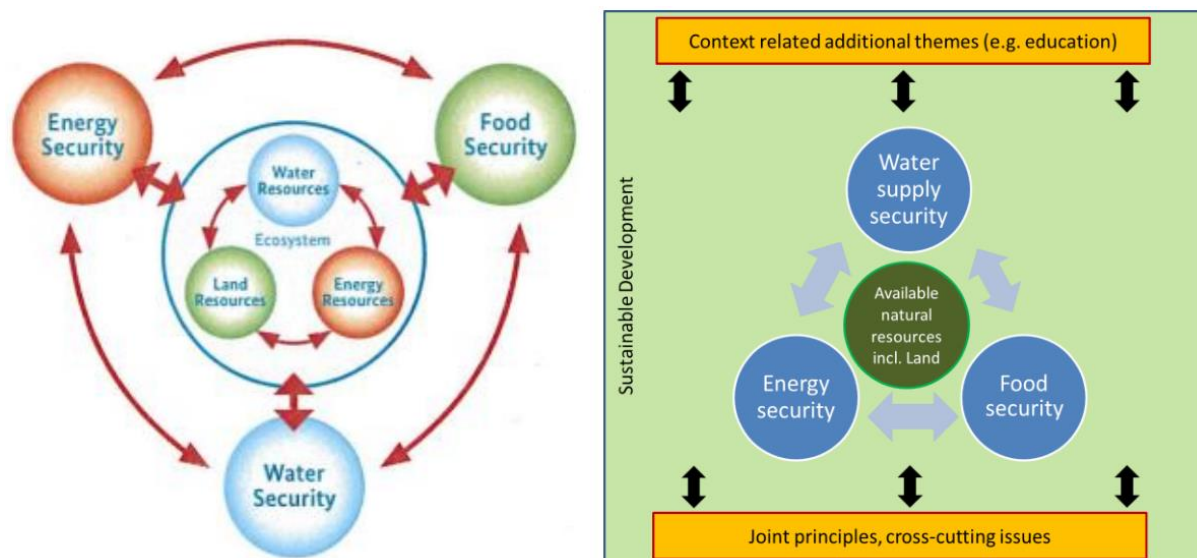 Energy
Security
Food
Security
Water
Resources
Ecosystem
Land
Resources
Energy
Resources
Water
Security
Context related additional themes (e.g. education)
Sustainable Development
Water
supply
security
Available
natural
resources
incl. Land
Energy
security
Food
security
Joint principles, cross-cutting issues